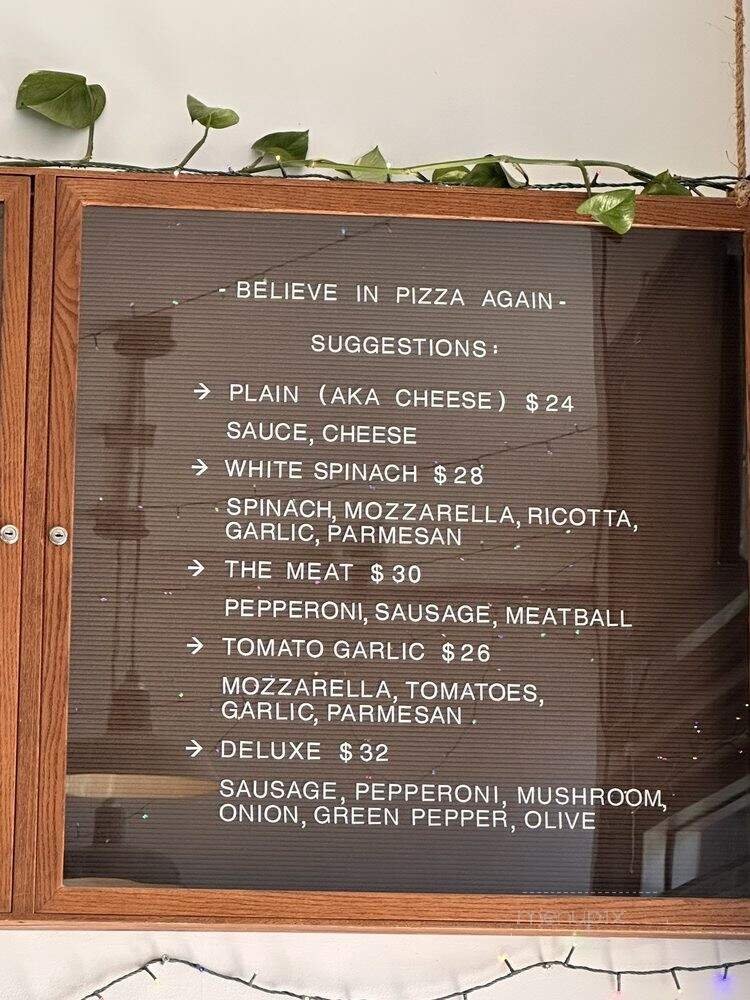 - BELIEVE IN PIZZA AGAIN -
SUGGESTIONS:
→ PLAIN (AKA CHEESE) $24
SAUCE, CHEESE
→ WHITE SPINACH $28
SPINACH, MOZZARELLA, RICOTTA,
GARLIC, PARMESAN
→ THE MEAT $30
PEPPERONI, SAUSAGE, MEATBALL
→ TOMATO GARLIC $26
MOZZARELLA, TOMATOES,
GARLIC, PARMESAN .
→ DELUXE $32
SAUSAGE, PEPPERONI, MUSHROOM,
ONION, GREEN PEPPER, OLIVE
menupix